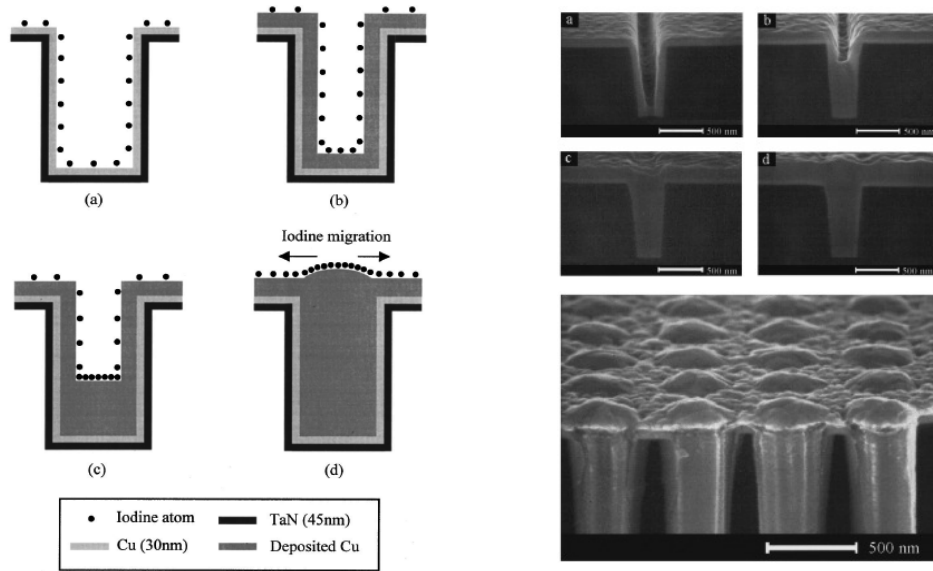 (a)
(b)
Iodine migration
(c)
(d)
Iodine atom
TaN (45nm)
Cu (30nm)
Deposited Cu
a
500 nm
b
500 nm
c
500 nm
d
500 nm
500 nm